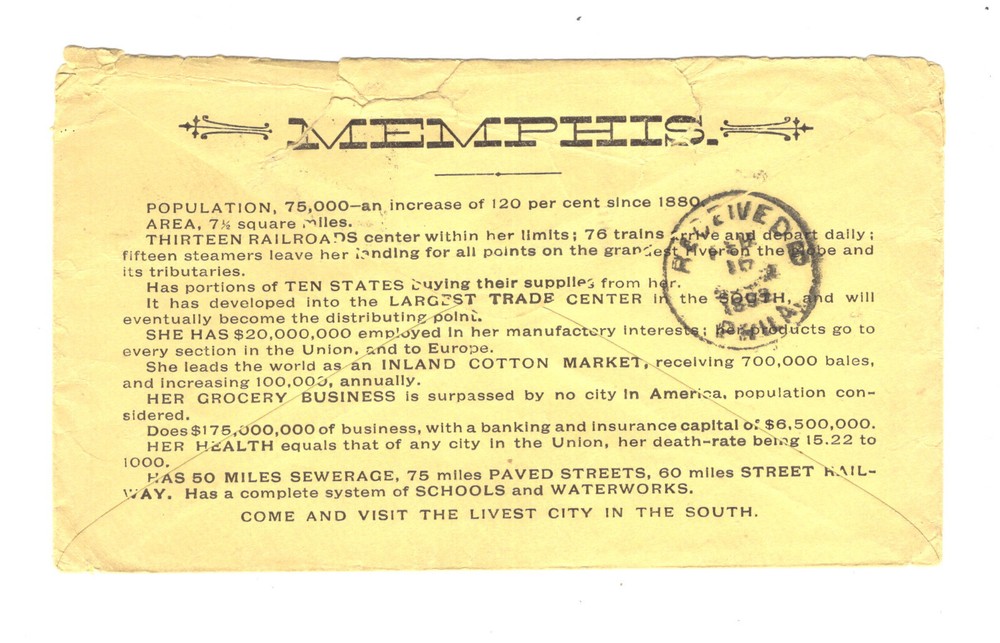 MEMPHIS.
POPULATION, 75,000—an increase of 120 per cent since 1880.
AREA, 7½ square miles.
THIRTEEN RAILROADS center within her limits; 76 trains arrive and depart daily;
fifteen steamers leave her landing for all points on the grandest river on the globe and
its tributaries.
Has portions of TEN STATES buying their supplies from her.
It has developed into the LARGEST TRADE CENTER in the SOUTH, and will
eventually become the distributing point.
SHE HAS $20,000,000 employed in her manufactory interests; her products go to
every section in the Union, and to Europe.
She leads the world as an INLAND COTTON MARKET, receiving 700,000 bales,
and increasing 100,000, annually.
HER GROCERY BUSINESS is surpassed by no city in America, population con-
sidered.
Does $175,000,000 of business, with a banking and insurance capital of $6,500,000.
HER HEALTH equals that of any city in the Union, her death-rate being 15.22 to
1000.
HAS 50 MILES SEWERAGE, 75 miles PAVED STREETS, 60 miles STREET RAIL-
WAY. Has a complete system of SCHOOLS and WATERWORKS.
COME AND VISIT THE LIVEST CITY IN THE SOUTH.
RECEIVED
PHILA